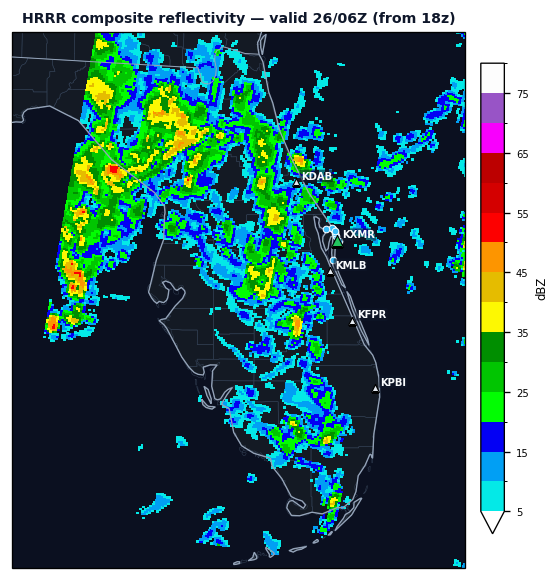 HRRR composite reflectivity — valid 26/06Z (from 18z)
KDAB
KXMR
KMLB
KFPR
KPBI
75
65
55
45
35
25
15
5
dBZ